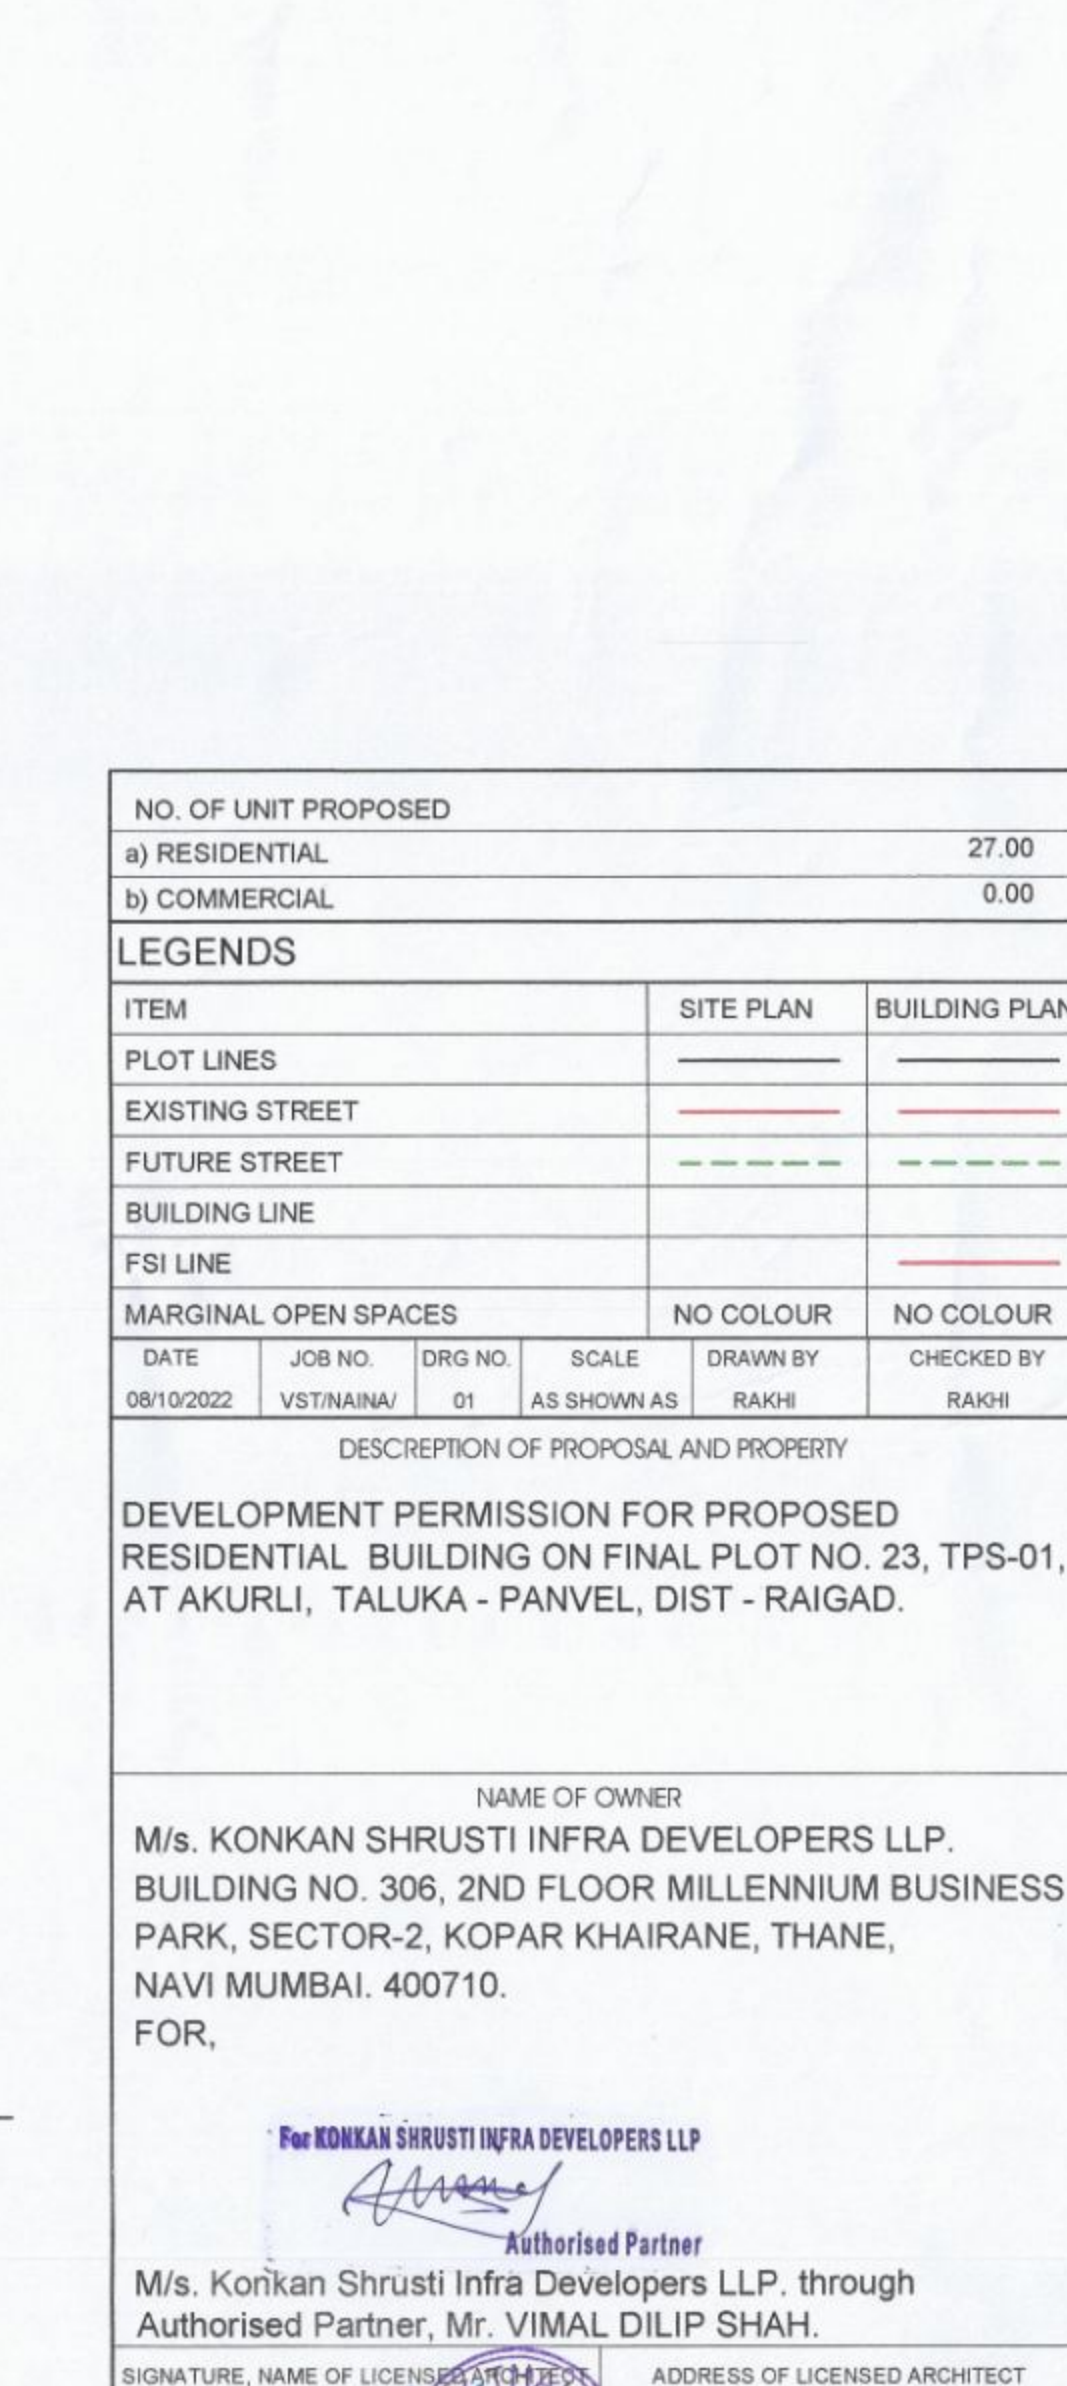 NO. OF UNIT PROPOSED
a) RESIDENTIAL 27.00
b) COMMERCIAL 0.00
LEGENDS
ITEM SITE PLAN BUILDING PLAN
PLOT LINES
EXISTING STREET
FUTURE STREET
BUILDING LINE
FSI LINE
MARGINAL OPEN SPACES NO COLOUR NO COLOUR
DATE JOB NO. DRG NO. SCALE DRAWN BY CHECKED BY
08/10/2022 VST/NAINA/ 01 AS SHOWN AS RAKHI RAKHI
DESCREPTION OF PROPOSAL AND PROPERTY
DEVELOPMENT PERMISSION FOR PROPOSED
RESIDENTIAL BUILDING ON FINAL PLOT NO. 23, TPS-01,
AT AKURLI, TALUKA - PANVEL, DIST - RAIGAD.
NAME OF OWNER
M/s. KONKAN SHRUSTI INFRA DEVELOPERS LLP.
BUILDING NO. 306, 2ND FLOOR MILLENNIUM BUSINESS
PARK, SECTOR-2, KOPAR KHAIRANE, THANE,
NAVI MUMBAI. 400710.
FOR,
For KONKAN SHRUSTI INFRA DEVELOPERS LLP
Authorised Partner
M/s. Konkan Shrusti Infra Developers LLP. through
Authorised Partner, Mr. VIMAL DILIP SHAH.
SIGNATURE, NAME OF LICENSED ARCHITECT ADDRESS OF LICENSED ARCHITECT